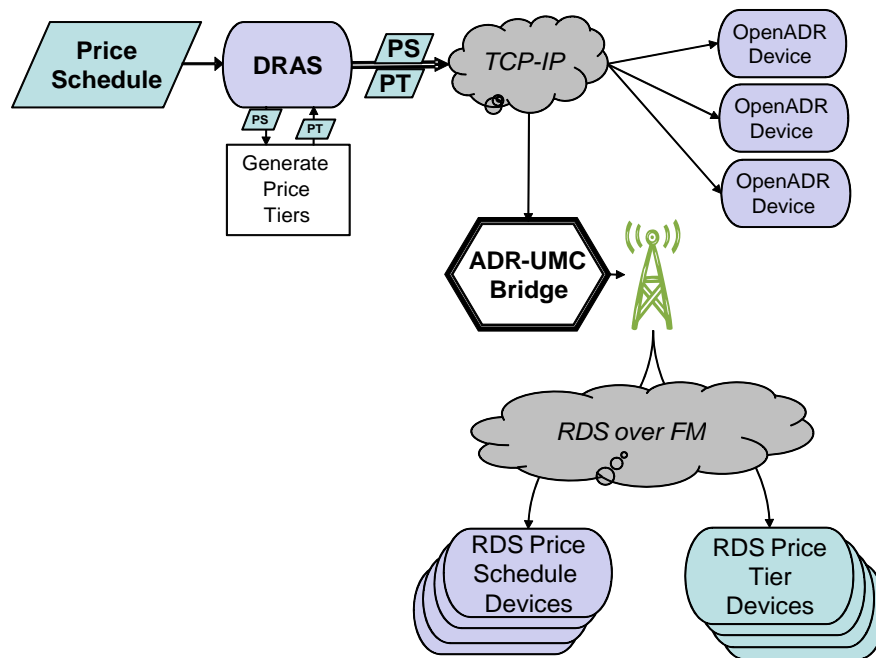 Price
Schedule
DRAS
PS
PT
TCP-IP
OpenADR
Device
OpenADR
Device
OpenADR
Device
PS
PT
Generate
Price
Tiers
ADR-UMC
Bridge
RDS over FM
RDS Price
Schedule
Devices
RDS Price
Tier
Devices